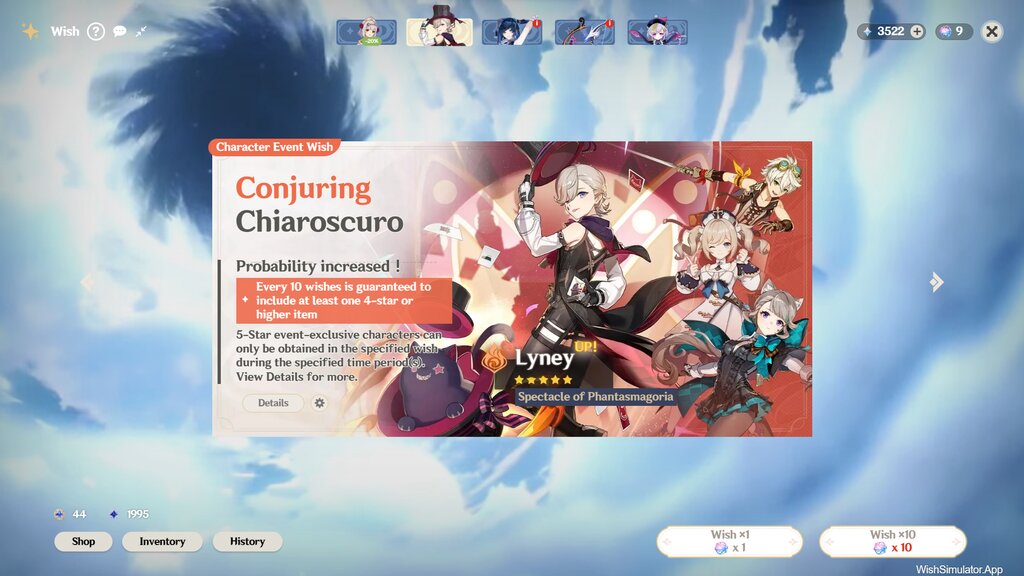 Wish
?
-20%
3522
9
Character Event Wish
Conjuring
Chiaroscuro
Probability increased !
Every 10 wishes is guaranteed to
include at least one 4-star or
higher item
5-Star event-exclusive characters can
only be obtained in the specified wish
during the specified time period(s).
View Details for more.
Details
UP!
Lyney
Spectacle of Phantasmagoria
44
1995
Shop
Inventory
History
Wish ×1
x 1
Wish ×10
x 10
WishSimulator.App